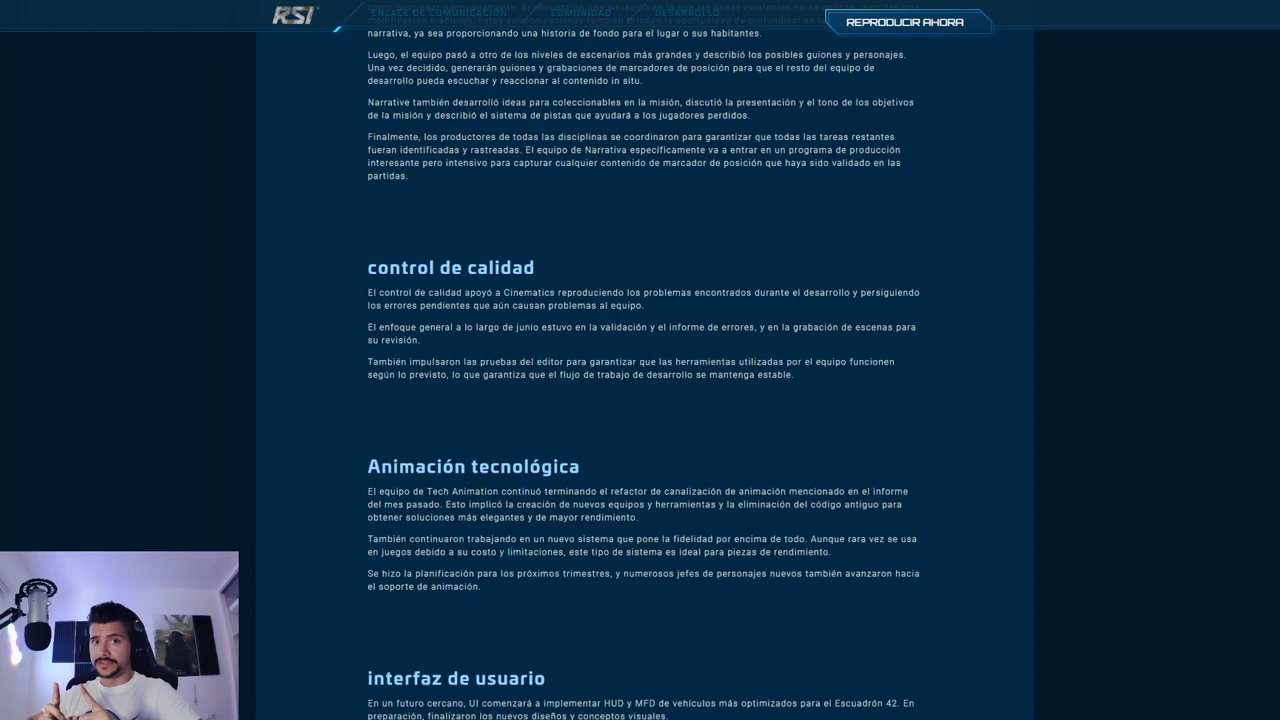 RSI
ENLACE DE COMUNICACIÓN
COMUNIDAD
DESARROLLO
REPRODUCIR AHORA
narrativa, ya sea proporcionando una historia de fondo para el lugar o sus habitantes.
Luego, el equipo pasó a otro de los niveles de escenarios más grandes y describió los posibles guiones y personajes.
Una vez decidido, generarán guiones y grabaciones de marcadores de posición para que el resto del equipo de
desarrollo pueda escuchar y reaccionar al contenido in situ.
Narrative también desarrolló ideas para coleccionables en la misión, discutió la presentación y el tono de los objetivos
de la misión y describió el sistema de pistas que ayudará a los jugadores perdidos.
Finalmente, los productores de todas las disciplinas se coordinaron para garantizar que todas las tareas restantes
fueran identificadas y rastreadas. El equipo de Narrativa específicamente va a entrar en un programa de producción
interesante pero intensivo para capturar cualquier contenido de marcador de posición que haya sido validado en las
partidas.
control de calidad
El control de calidad apoyó a Cinematics reproduciendo los problemas encontrados durante el desarrollo y persiguiendo
los errores pendientes que aún causan problemas al equipo.
El enfoque general a lo largo de junio estuvo en la validación y el informe de errores, y en la grabación de escenas para
su revisión.
También impulsaron las pruebas del editor para garantizar que las herramientas utilizadas por el equipo funcionen
según lo previsto, lo que garantiza que el flujo de trabajo de desarrollo se mantenga estable.
Animación tecnológica
El equipo de Tech Animation continuó terminando el refactor de canalización de animación mencionado en el informe
del mes pasado. Esto implicó la creación de nuevos equipos y herramientas y la eliminación del código antiguo para
obtener soluciones más elegantes y de mayor rendimiento.
También continuaron trabajando en un nuevo sistema que pone la fidelidad por encima de todo. Aunque rara vez se usa
en juegos debido a su costo y limitaciones, este tipo de sistema es ideal para piezas de rendimiento.
Se hizo la planificación para los próximos trimestres, y numerosos jefes de personajes nuevos también avanzaron hacia
el soporte de animación.
interfaz de usuario
En un futuro cercano, UI comenzará a implementar HUD y MFD de vehículos más optimizados para el Escuadrón 42. En
preparación, finalizaron los nuevos diseños y conceptos visuales.